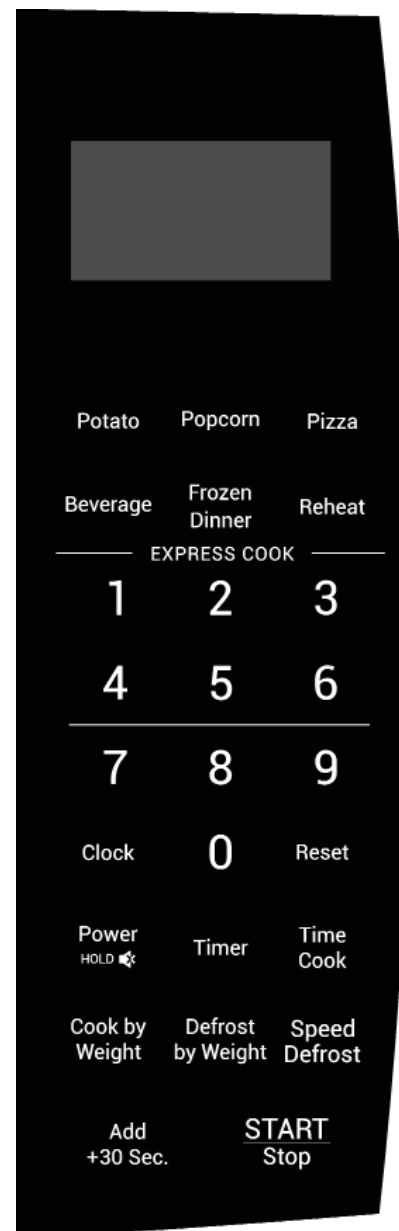 Potato Popcorn Pizza
Beverage Frozen Dinner Reheat
EXPRESS COOK
1 2 3
4 5 6
7 8 9
Clock 0 Reset
Power Timer Time Cook
HOLD
Cook by Weight Defrost by Weight Speed Defrost
Add +30 Sec. START Stop